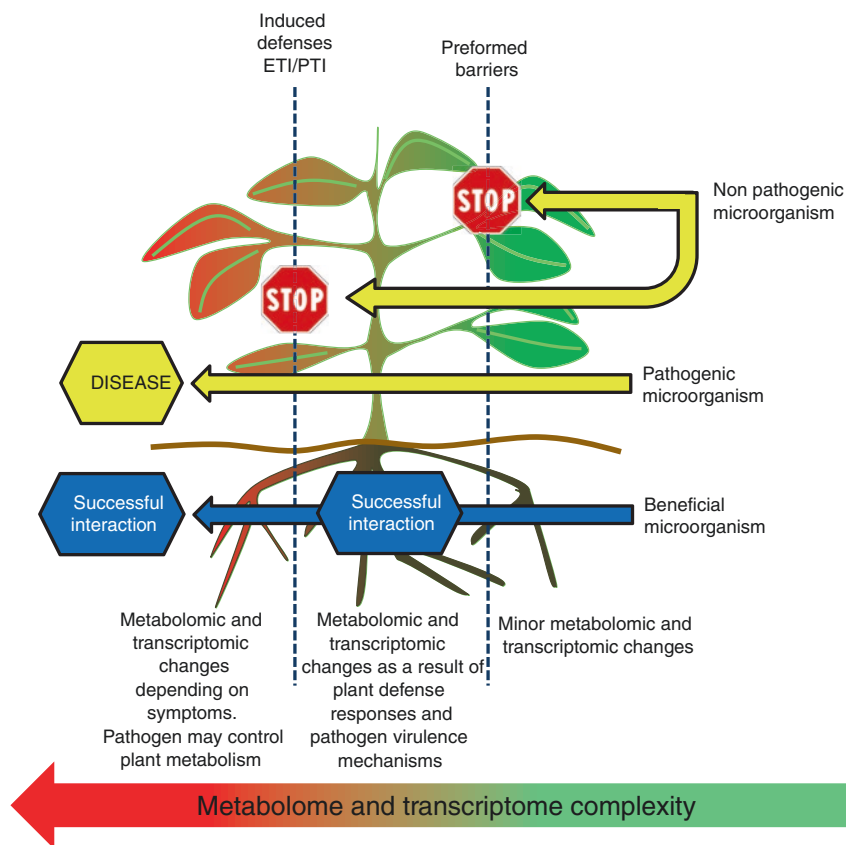 Induced
defenses
ETI/PTI
Preformed
barriers
STOP
Non pathogenic
microorganism
STOP
DISEASE
Pathogenic
microorganism
Successful
interaction
Successful
interaction
Beneficial
microorganism
Metabolomic and
transcriptomic
changes
depending on
symptoms.
Pathogen may control
plant metabolism
Metabolomic and
transcriptomic
changes as a result of
plant defense
responses and
pathogen virulence
mechanisms
Minor metabolomic and
transcriptomic changes
Metabolome and transcriptome complexity